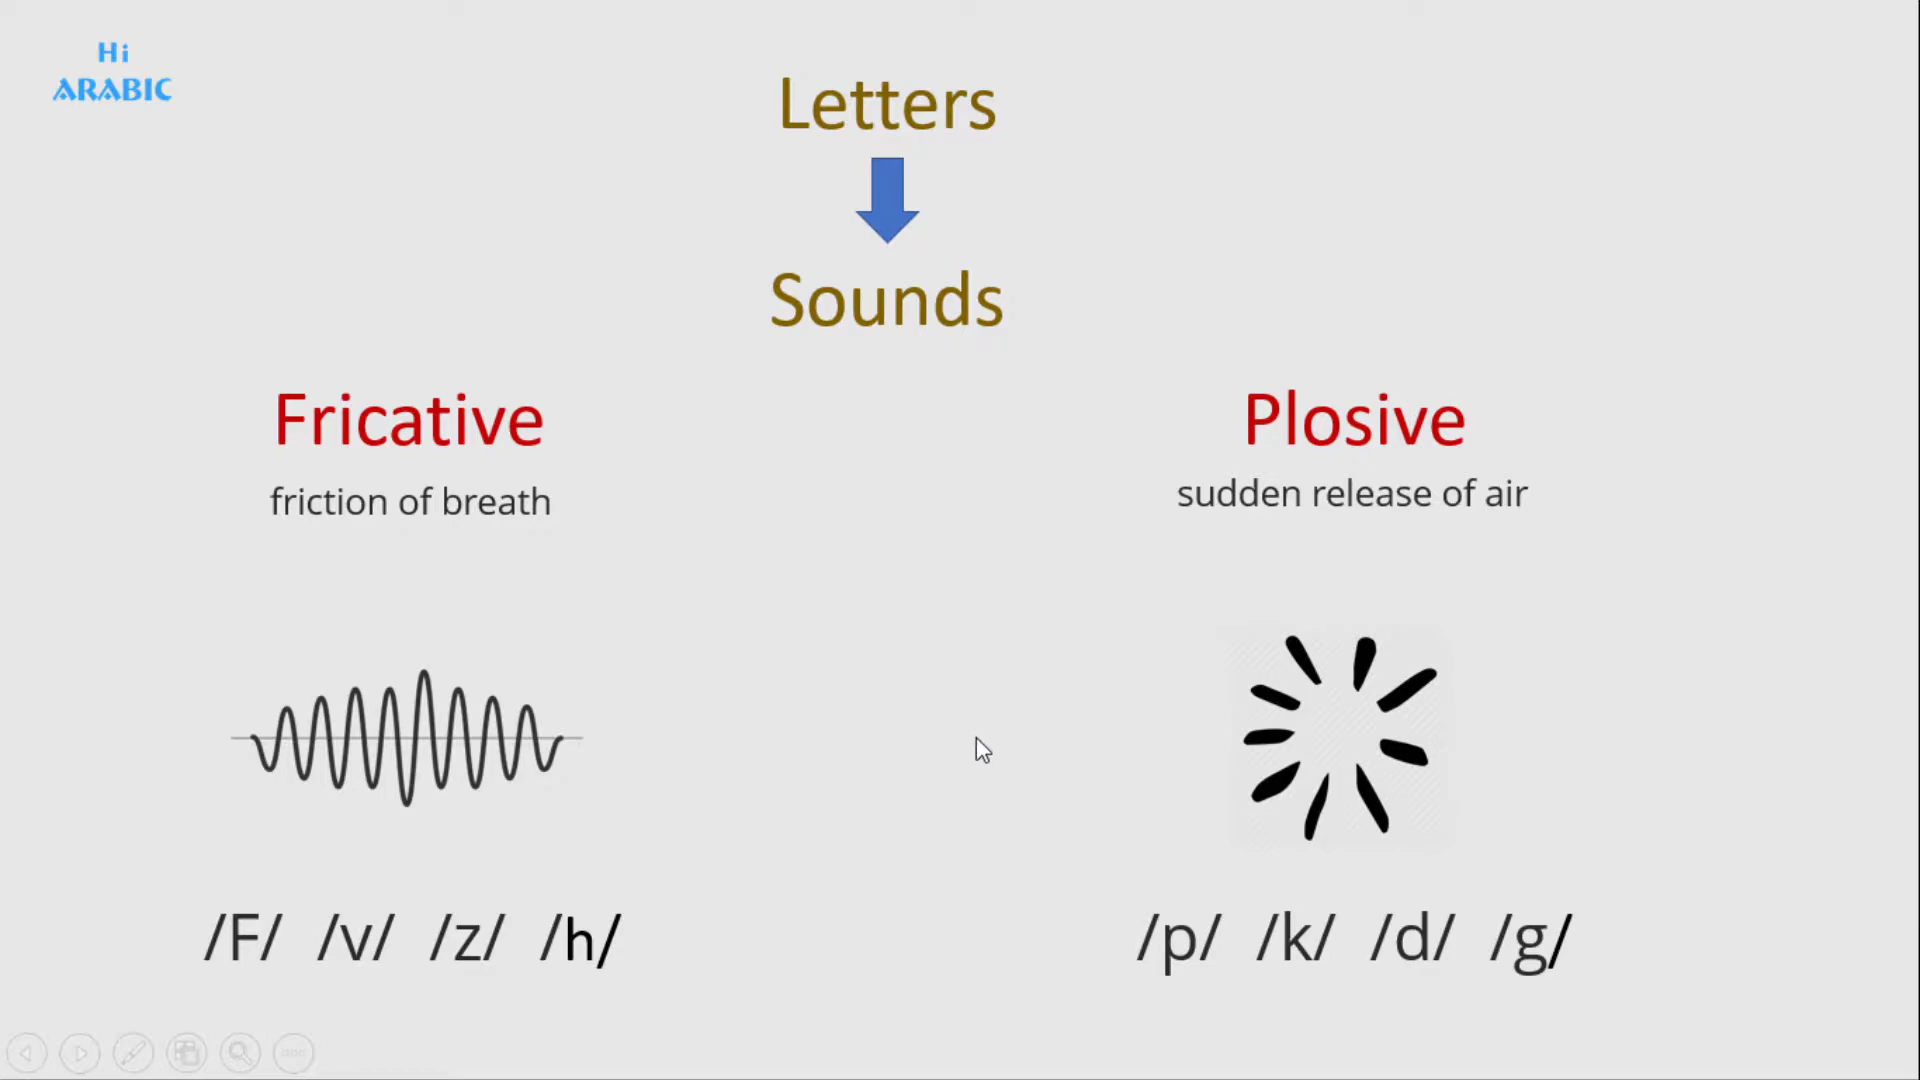 Hi
ARABIC
Letters
Sounds
Fricative
friction of breath
Plosive
sudden release of air
/F/ /v/ /z/ /h/
/p/ /k/ /d/ /g/